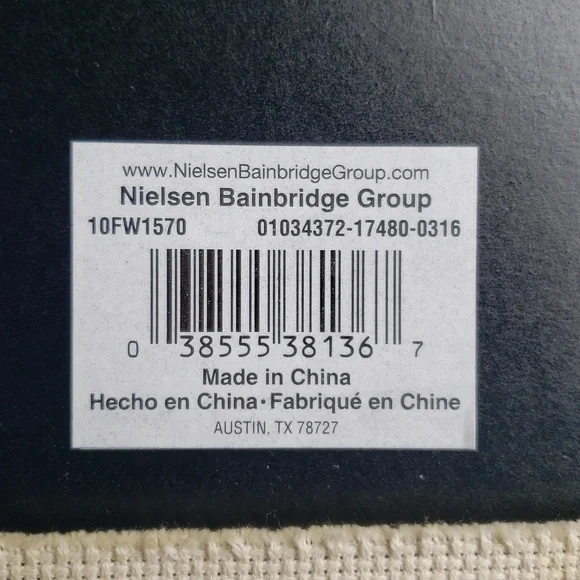 www.NielsenBainbridgeGroup.com
Nielsen Bainbridge Group
10FW1570 01034372-17480-0316
0 38555 38136 7
Made in China
Hecho en China•Fabriqué en Chine
AUSTIN, TX 78727